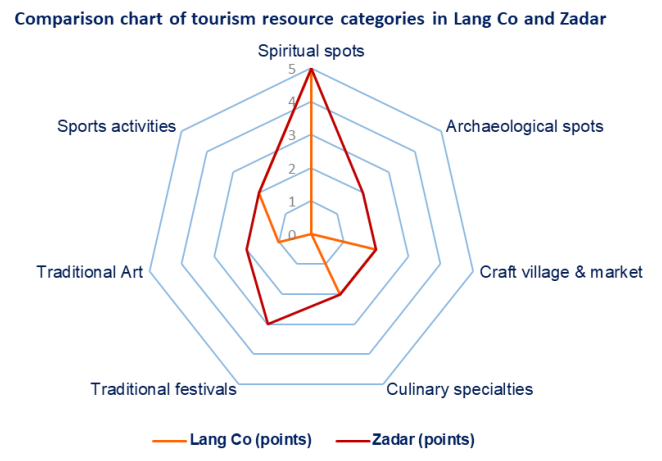 Comparison chart of tourism resource categories in Lang Co and Zadar
Spiritual spots
5
Sports activities
Archaeological spots
4
3
2
1
0
Traditional Art
Craft village & market
Traditional festivals
Culinary specialties
Lang Co (points)
Zadar (points)